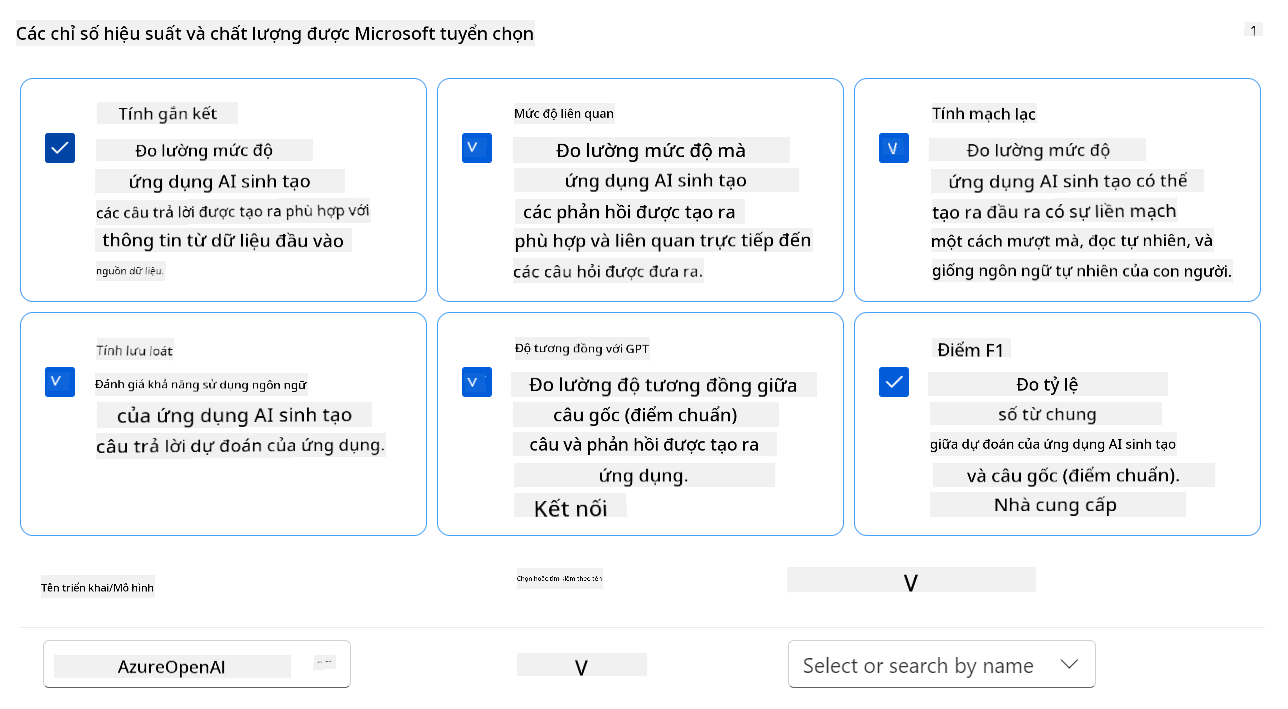 Các chỉ số hiệu suất và chất lượng được Microsoft tuyển chọn
1
Tính gắn kết
Đo lường mức độ
ứng dụng AI sinh tạo
các câu trả lời được tạo ra phù hợp với
thông tin từ dữ liệu đầu vào
nguồn dữ liệu.
Mức độ liên quan
V
Đo lường mức độ mà
ứng dụng AI sinh tạo
các phản hồi được tạo ra
phù hợp và liên quan trực tiếp đến
các câu hỏi được đưa ra.
Tính mạch lạc
V
Đo lường mức độ
ứng dụng AI sinh tạo có thể
tạo ra đầu ra có sự liền mạch
một cách mượt mà, đọc tự nhiên, và
giống ngôn ngữ tự nhiên của con người.
Tính lưu loát
V
Đánh giá khả năng sử dụng ngôn ngữ
của ứng dụng AI sinh tạo
câu trả lời dự đoán của ứng dụng.
Độ tương đồng với GPT
V
Đo lường độ tương đồng giữa
câu gốc (điểm chuẩn)
câu và phản hồi được tạo ra
ứng dụng.
Kết nối
Điểm F1
Đo tỷ lệ
số từ chung
giữa dự đoán của ứng dụng AI sinh tạo
và câu gốc (điểm chuẩn).
Nhà cung cấp
Tên triển khai/Mô hình
Chọn hoặc tìm kiếm theo tên
V
AzureOpenAI
V
Select or search by name